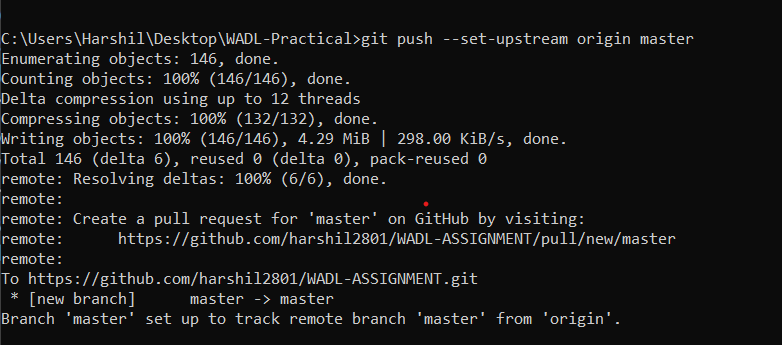 C:\Users\Harshil\Desktop\WADL-Practical>git push --set-upstream origin master
Enumerating objects: 146, done.
Counting objects: 100% (146/146), done.
Delta compression using up to 12 threads
Compressing objects: 100% (132/132), done.
Writing objects: 100% (146/146), 4.29 MiB | 298.00 KiB/s, done.
Total 146 (delta 6), reused 0 (delta 0), pack-reused 0
remote: Resolving deltas: 100% (6/6), done.
remote:
remote: Create a pull request for 'master' on GitHub by visiting:
remote:      https://github.com/harshil2801/WADL-ASSIGNMENT/pull/new/master
remote:
To https://github.com/harshil2801/WADL-ASSIGNMENT.git
 * [new branch]      master -> master
Branch 'master' set up to track remote branch 'master' from 'origin'.